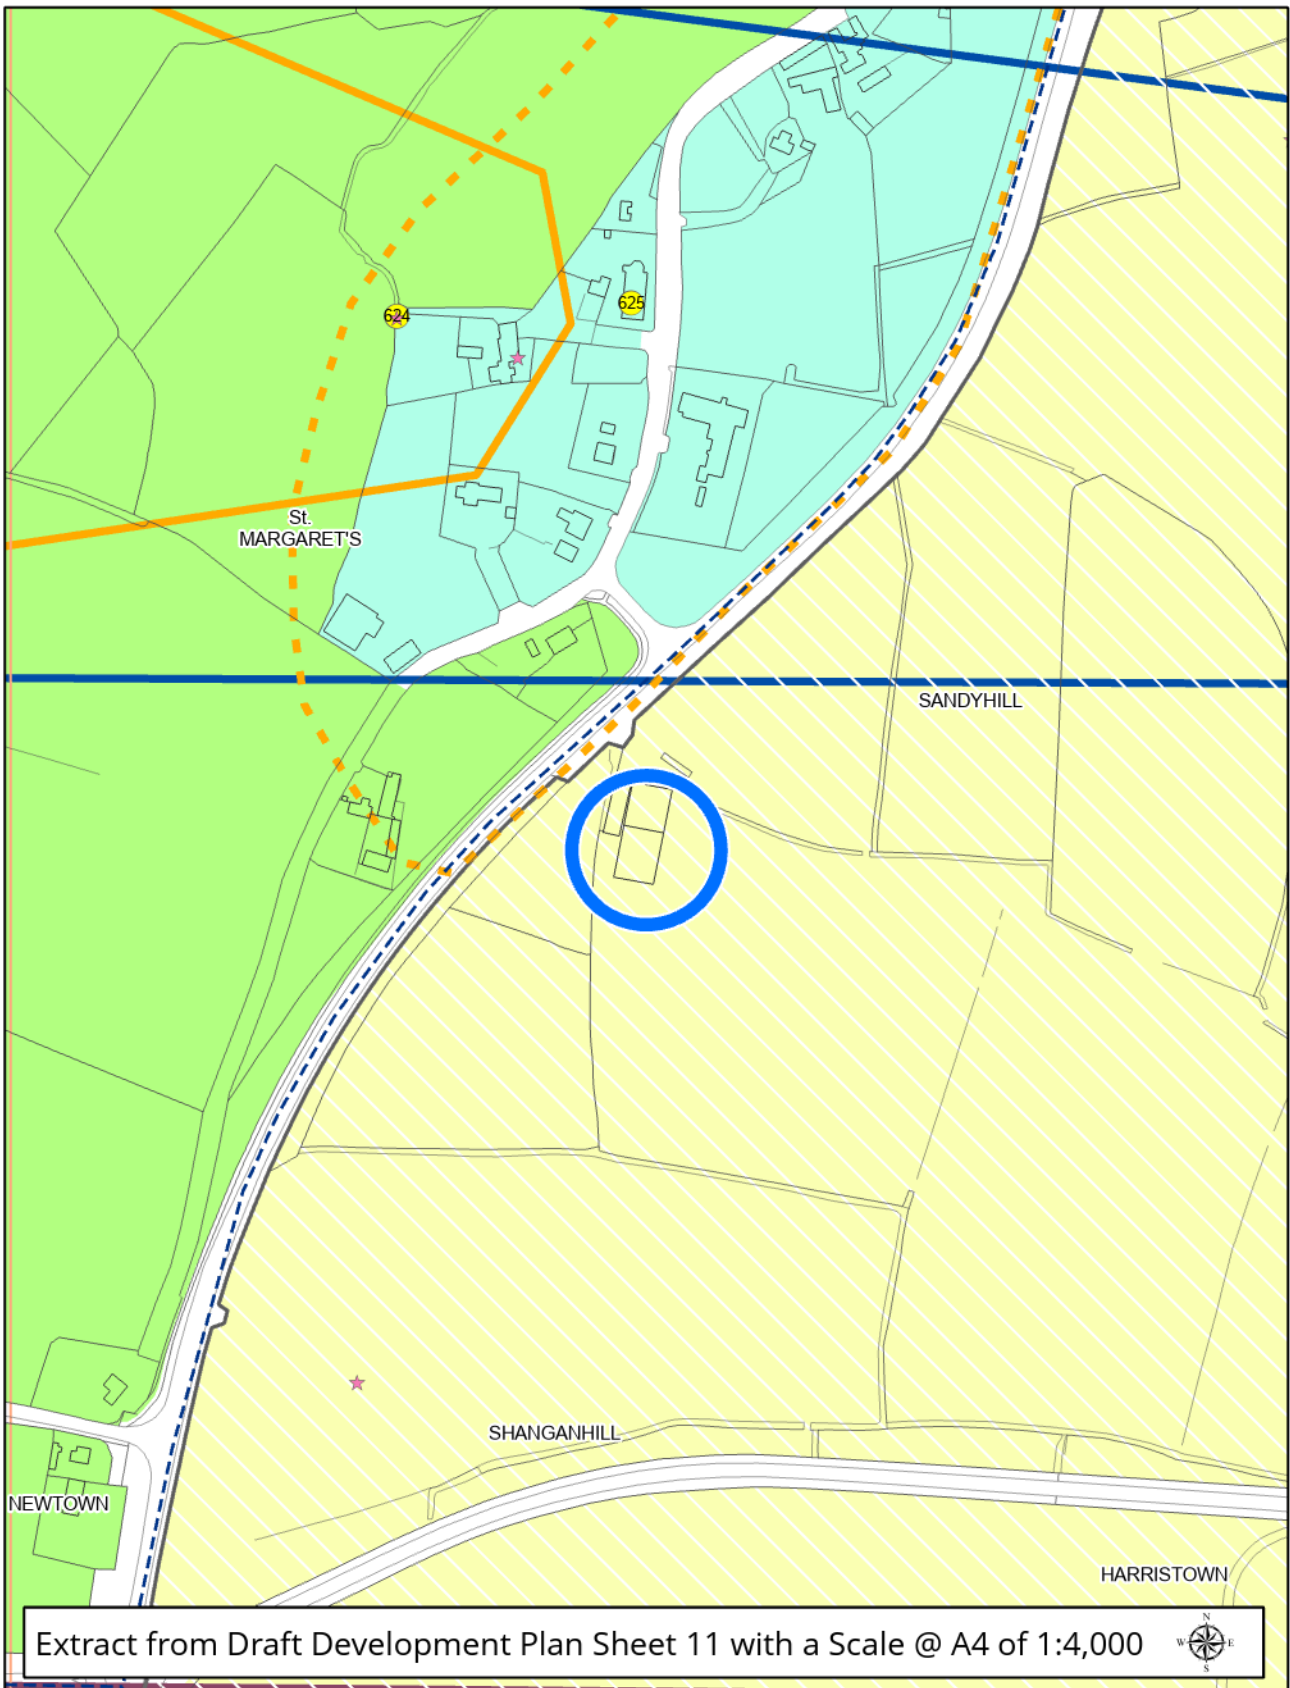 625
624
St.
MARGARET'S
SANDYHILL
SHANGANHILL
NEWTOWN
HARRISTOWN
Extract from Draft Development Plan Sheet 11 with a Scale @ A4 of 1:4,000
N
W E
S